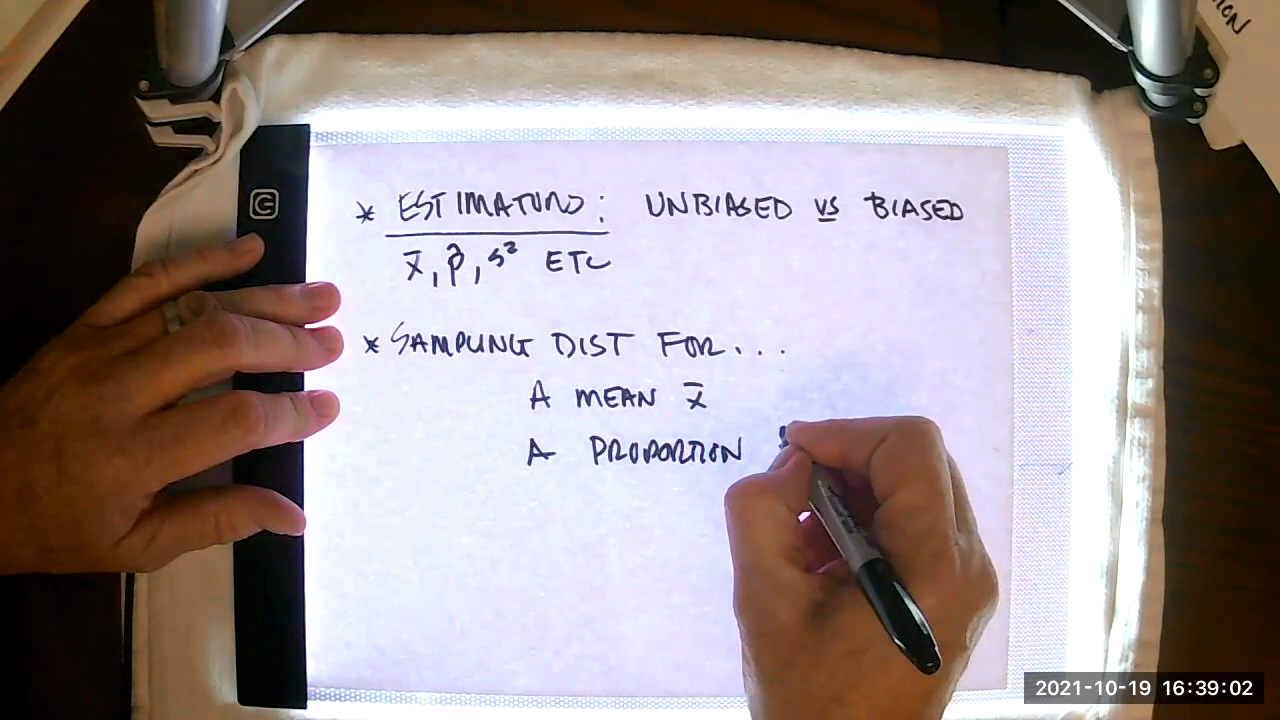 * ESTIMATORS: UNBIASED VS BIASED
x̄, p̂, s² ETC
* SAMPLING DIST FOR...
A MEAN x̄
A PROPORTION
2021-10-19 16:39:02